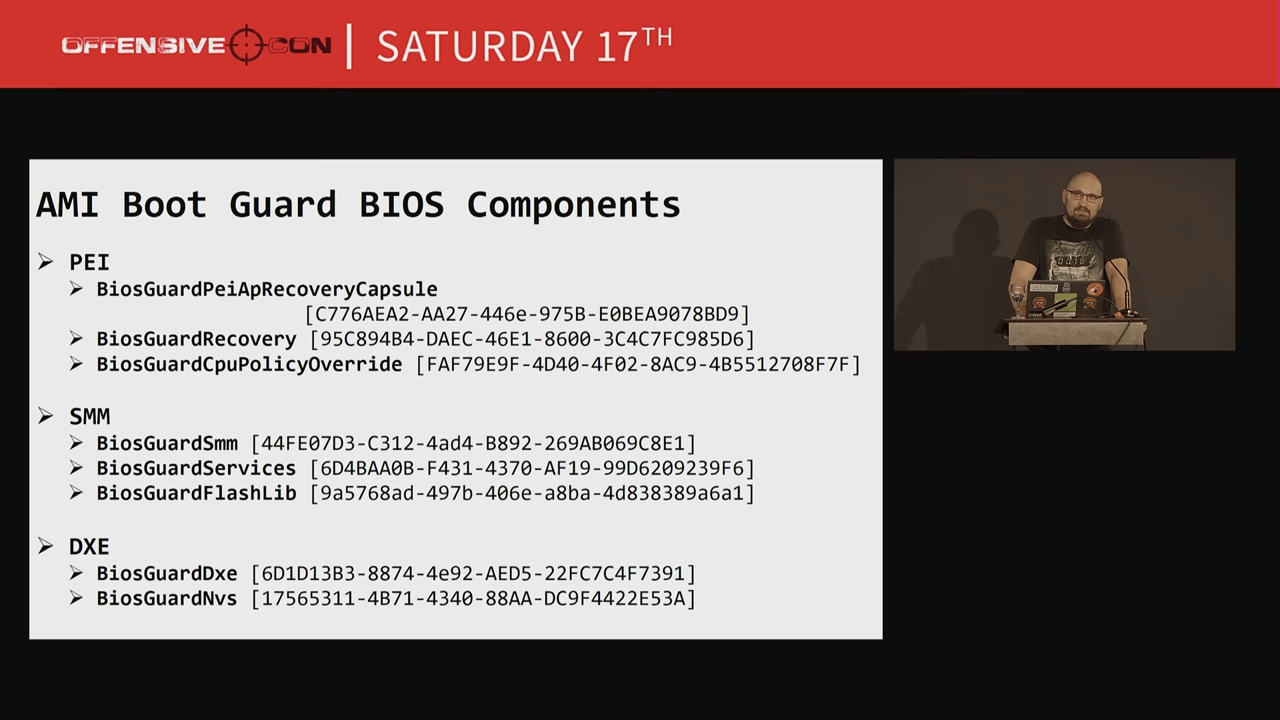 OFFENSIVE CON | SATURDAY 17TH
AMI Boot Guard BIOS Components
➢ PEI
➢ BiosGuardPeiApRecoveryCapsule
[C776AEA2-AA27-446e-975B-E0BEA9078BD9]
➢ BiosGuardRecovery [95C894B4-DAEC-46E1-8600-3C4C7FC985D6]
➢ BiosGuardCpuPolicyOverride [FAF79E9F-4D40-4F02-8AC9-4B5512708F7F]
➢ SMM
➢ BiosGuardSmm [44FE07D3-C312-4ad4-B892-269AB069C8E1]
➢ BiosGuardServices [6D4BAA0B-F431-4370-AF19-99D6209239F6]
➢ BiosGuardFlashLib [9a5768ad-497b-406e-a8ba-4d838389a6a1]
➢ DXE
➢ BiosGuardDxe [6D1D13B3-8874-4e92-AED5-22FC7C4F7391]
➢ BiosGuardNvs [17565311-4B71-4340-88AA-DC9F4422E53A]